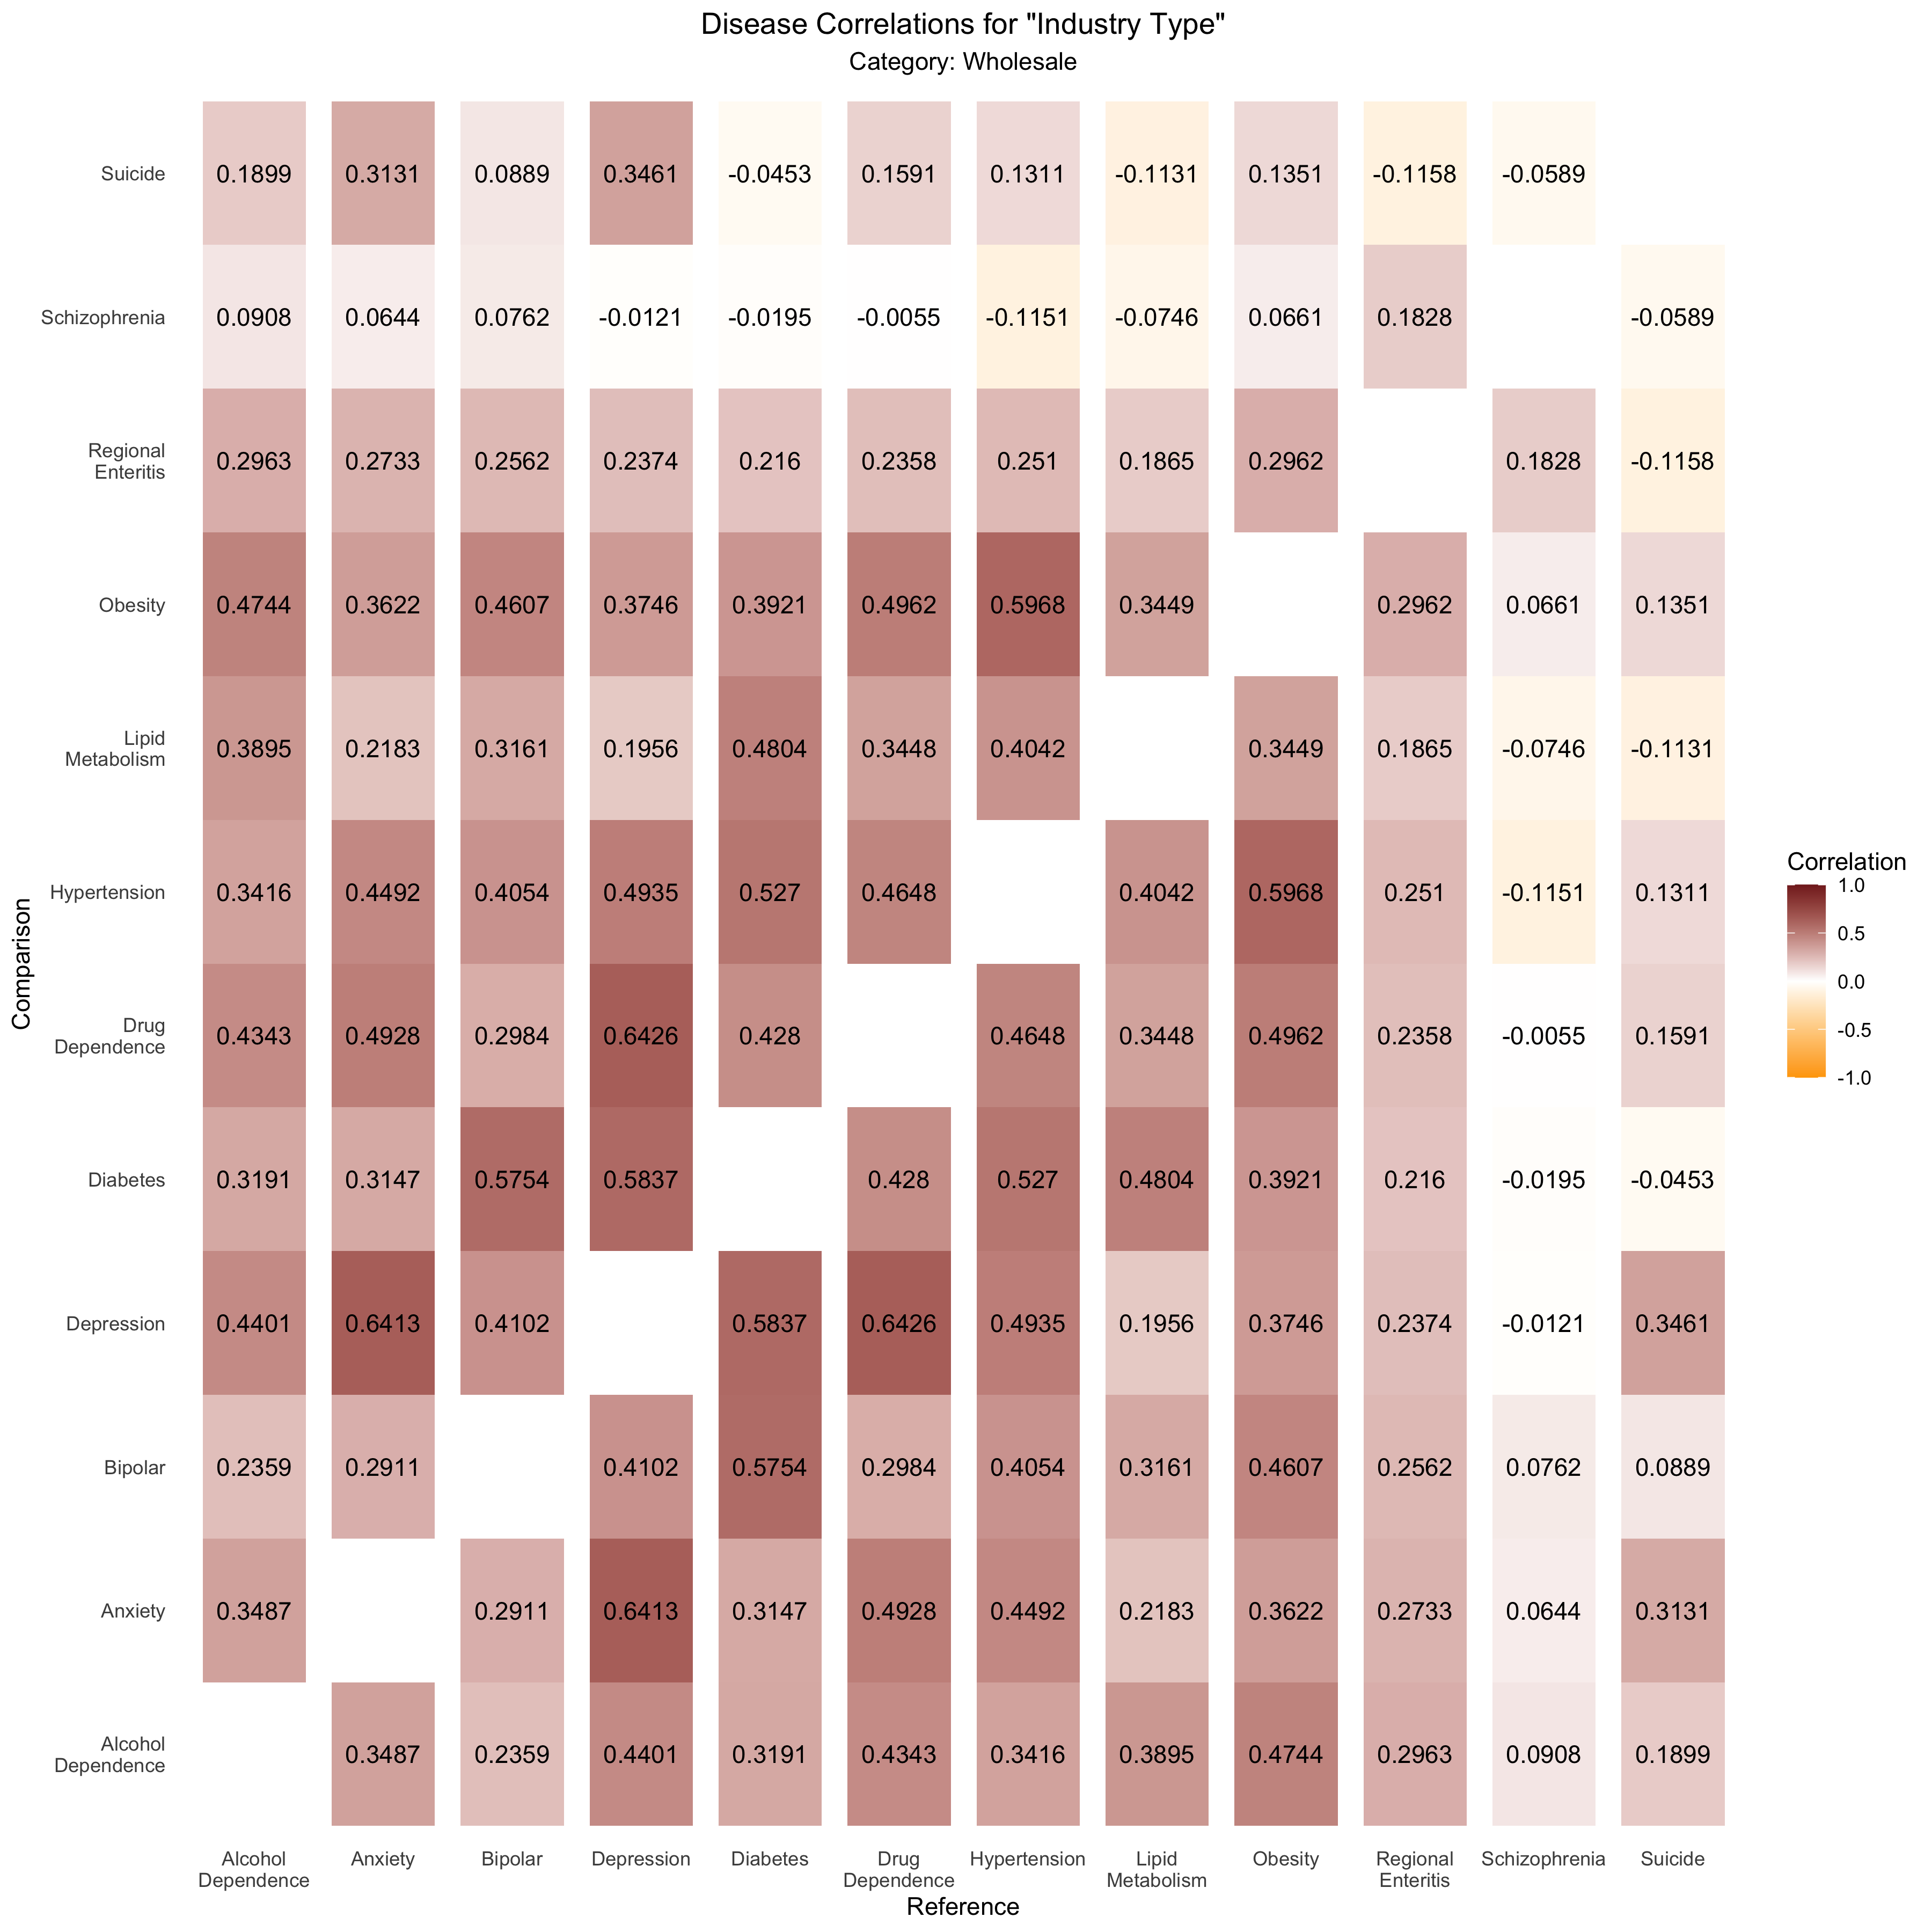 Disease Correlations for "Industry Type"
Category: Wholesale
Suicide 0.1899 0.3131 0.0889 0.3461 -0.0453 0.1591 0.1311 -0.1131 0.1351 -0.1158 -0.0589
Schizophrenia 0.0908 0.0644 0.0762 -0.0121 -0.0195 -0.0055 -0.1151 -0.0746 0.0661 0.1828 -0.0589
Regional
Enteritis 0.2963 0.2733 0.2562 0.2374 0.216 0.2358 0.251 0.1865 0.2962 0.1828 -0.1158
Obesity 0.4744 0.3622 0.4607 0.3746 0.3921 0.4962 0.5968 0.3449 0.2962 0.0661 0.1351
Lipid
Metabolism 0.3895 0.2183 0.3161 0.1956 0.4804 0.3448 0.4042 0.3449 0.1865 -0.0746 -0.1131
Hypertension 0.3416 0.4492 0.4054 0.4935 0.527 0.4648 0.4042 0.5968 0.251 -0.1151 0.1311
Drug
Dependence 0.4343 0.4928 0.2984 0.6426 0.428 0.4648 0.3448 0.4962 0.2358 -0.0055 0.1591
Diabetes 0.3191 0.3147 0.5754 0.5837 0.428 0.527 0.4804 0.3921 0.216 -0.0195 -0.0453
Depression 0.4401 0.6413 0.4102 0.5837 0.6426 0.4935 0.1956 0.3746 0.2374 -0.0121 0.3461
Bipolar 0.2359 0.2911 0.4102 0.5754 0.2984 0.4054 0.3161 0.4607 0.2562 0.0762 0.0889
Anxiety 0.3487 0.2911 0.6413 0.3147 0.4928 0.4492 0.2183 0.3622 0.2733 0.0644 0.3131
Alcohol
Dependence 0.3487 0.2359 0.4401 0.3191 0.4343 0.3416 0.3895 0.4744 0.2963 0.0908 0.1899
Alcohol Anxiety Bipolar Depression Diabetes Drug Hypertension Lipid Obesity Regional Schizophrenia Suicide
Dependence Dependence Metabolism Enteritis
Reference
Comparison
Correlation
1.0
0.5
0.0
-0.5
-1.0